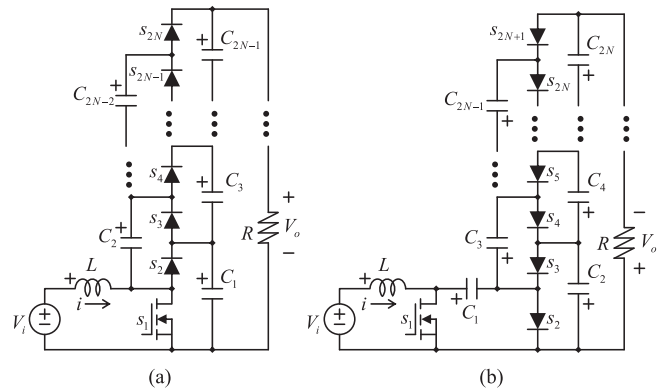 s₂N
C₂N−1
s₂N−1
C₂N−2
s₄
C₃
s₃
C₂
+
R
Vₒ
−
s₂
C₁
+ L
i
Vᵢ
s₁
(a)
s₂N+1
C₂N
s₂N
C₂N−1
s₅
C₄
s₄
C₃
−
R
Vₒ
+
s₃
C₂
+ L
i
C₁
Vᵢ
s₁
s₂
(b)